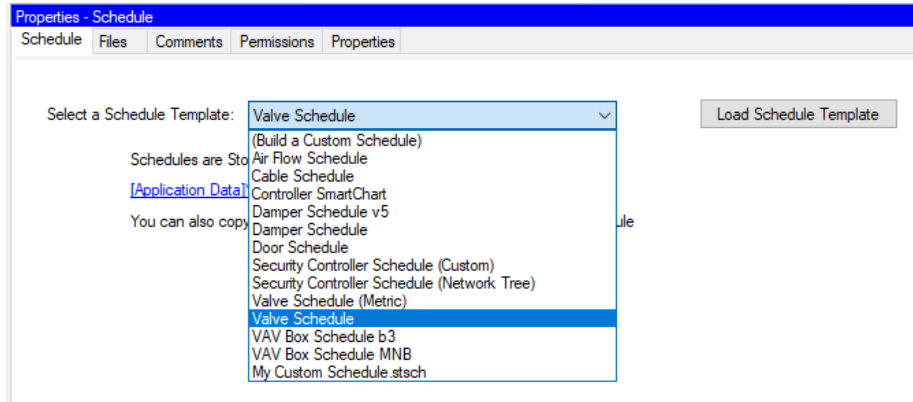 Properties - Schedule
Schedule Files Comments Permissions Properties
Select a Schedule Template: Valve Schedule Load Schedule Template
(Build a Custom Schedule)
Schedules are Sto
Air Flow Schedule
Cable Schedule
[Application Data]
Controller SmartChart
Damper Schedule v5
You can also copy
Damper Schedule
Door Schedule
Security Controller Schedule (Custom)
Security Controller Schedule (Network Tree)
Valve Schedule (Metric)
Valve Schedule
VAV Box Schedule b3
VAV Box Schedule MNB
My Custom Schedule.stsch